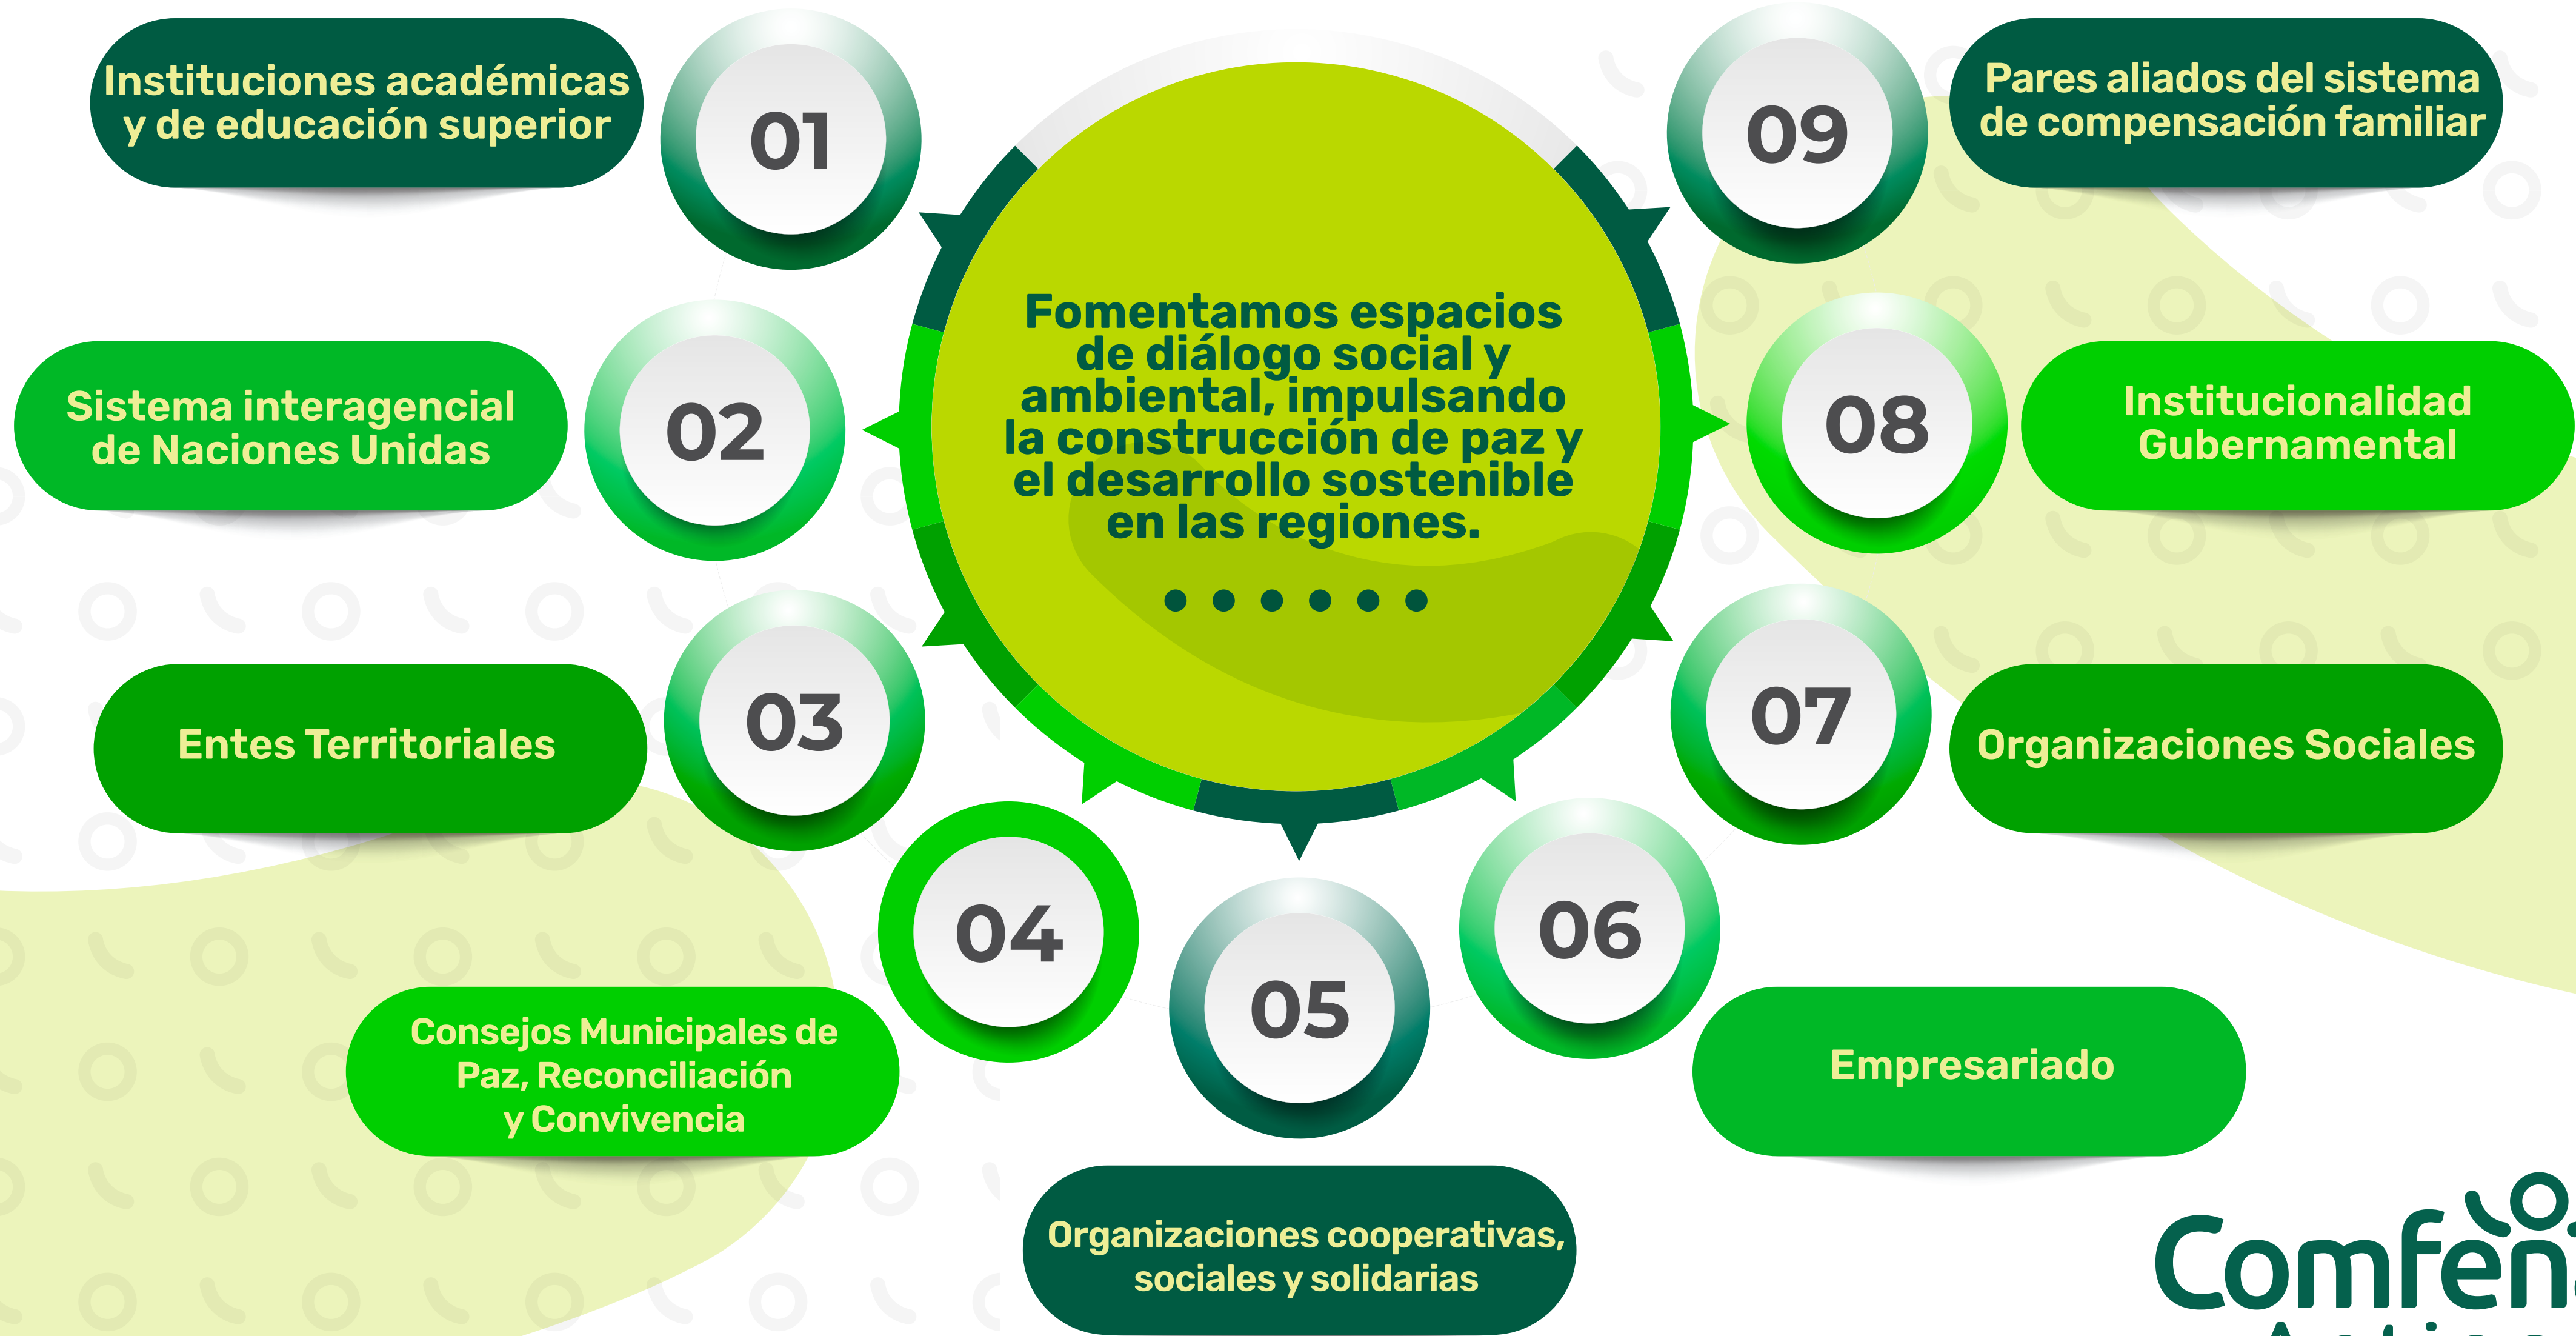 Instituciones académicas
y de educación superior
01
Sistema interagencial
de Naciones Unidas
02
Entes Territoriales
03
Consejos Municipales de
Paz, Reconciliación
y Convivencia
04
Fomentamos espacios
de diálogo social y
ambiental, impulsando
la construcción de paz y
el desarrollo sostenible
en las regiones.
05
Organizaciones cooperativas,
sociales y solidarias
06
Empresariado
07
Organizaciones Sociales
08
Institucionalidad
Gubernamental
09
Pares aliados del sistema
de compensación familiar